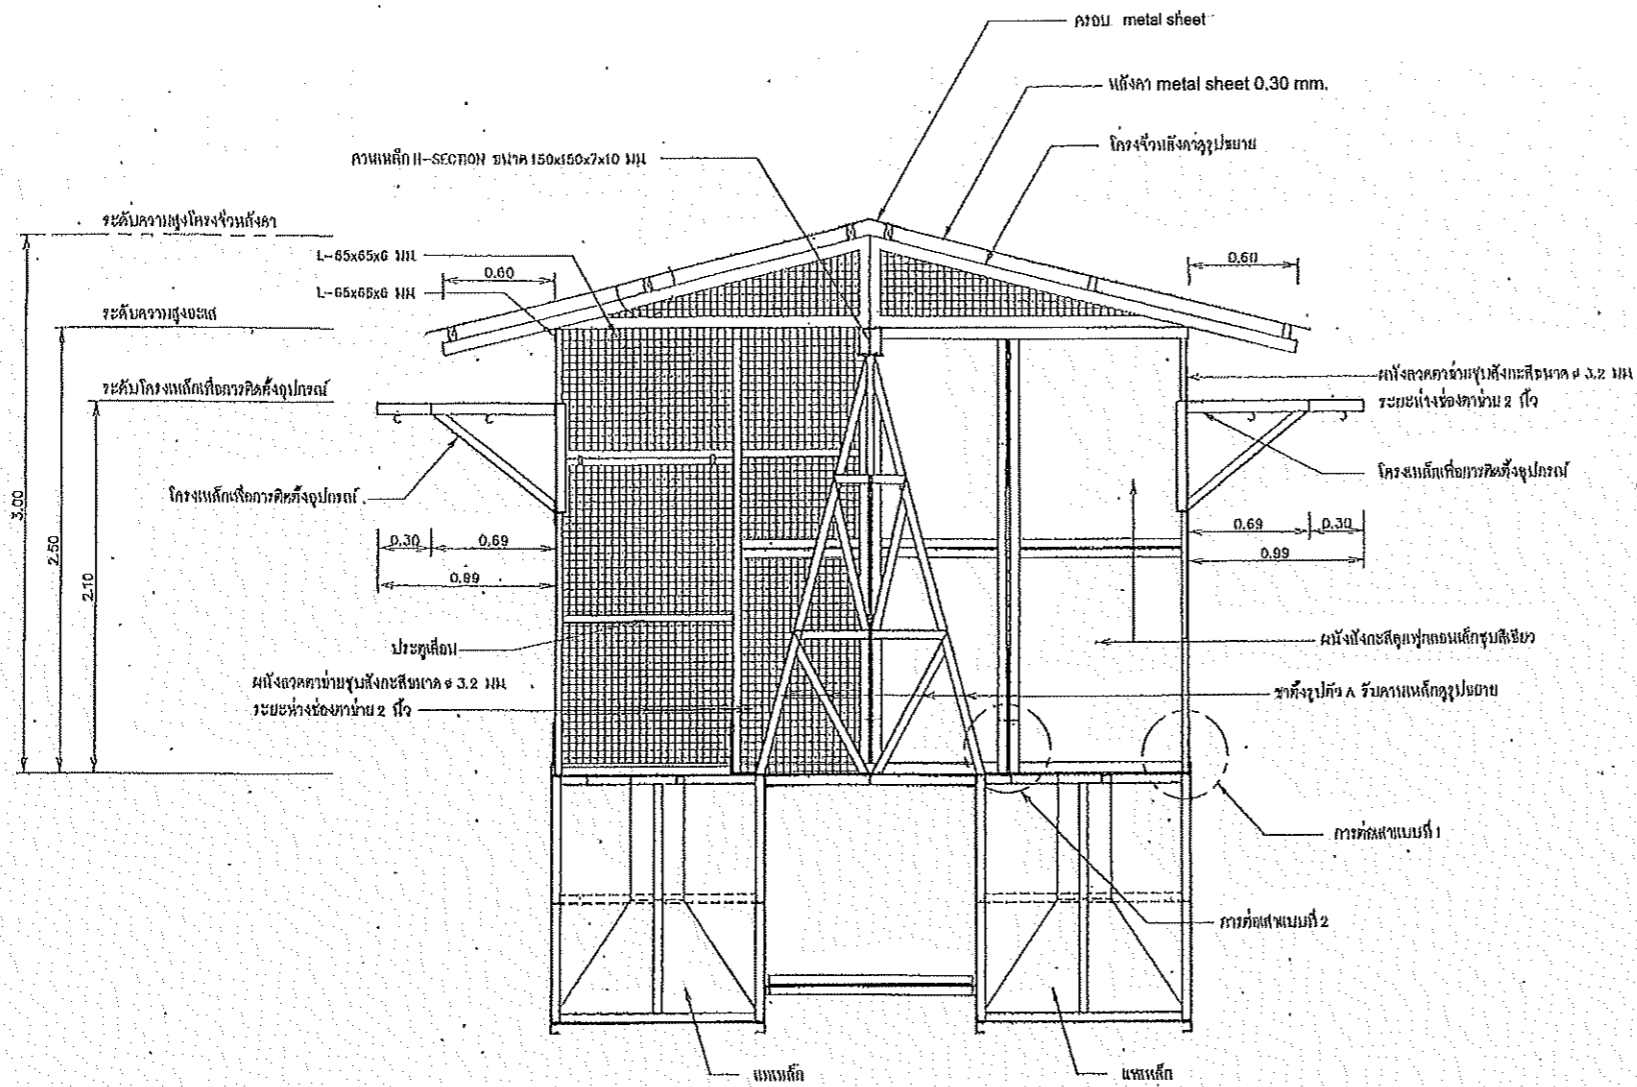 ครอบ metal sheet
หลังคา metal sheet 0.30 mm.
โครงจั่วหลังคาดูรูปขยาย
คานเหล็ก H-SECTION ขนาด 150x150x7x10 มม
ระดับความสูงโครงจั่วหลังคา
L-65x65x6 มม.
0.60
0.60
L-65x65x6 มม
ระดับความสูงอะเส
ระดับโครงเหล็กเพื่อการติดตั้งอุปกรณ์
ผนังลวดตาข่ายชุบสังกะสีขนาด ø 3.2 มม
ระยะห่างช่องตาข่าย 2 นิ้ว
โครงเหล็กเพื่อการติดตั้งอุปกรณ์
โครงเหล็กเพื่อการติดตั้งอุปกรณ์
3.00
2.50
2.10
0.30
0.69
0.99
0.69
0.30
0.99
ประตูเลื่อน
ผนังสังกะสีลูกฟูกลอนเล็กชุบสีเขียว
ผนังลวดตาข่ายชุบสังกะสีขนาด ø 3.2 มม
ระยะห่างช่องตาข่าย 2 นิ้ว
ขาตั้งรูปตัว A รับคานเหล็กดูรูปขยาย
การต่อเสาแบบที่ 1
การต่อเสาแบบที่ 2
แพเหล็ก
แพเหล็ก